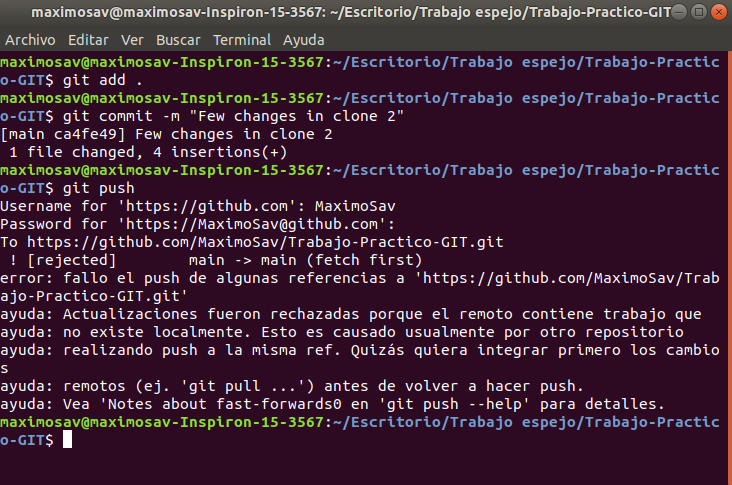 maximosav@maximosav-Inspiron-15-3567: ~/Escritorio/Trabajo espejo/Trabajo-Practico-GIT
Archivo Editar Ver Buscar Terminal Ayuda
maximosav@maximosav-Inspiron-15-3567:~/Escritorio/Trabajo espejo/Trabajo-Practic
o-GIT$ git add .
maximosav@maximosav-Inspiron-15-3567:~/Escritorio/Trabajo espejo/Trabajo-Practic
o-GIT$ git commit -m "Few changes in clone 2"
[main ca4fe49] Few changes in clone 2
 1 file changed, 4 insertions(+)
maximosav@maximosav-Inspiron-15-3567:~/Escritorio/Trabajo espejo/Trabajo-Practic
o-GIT$ git push
Username for 'https://github.com': MaximoSav
Password for 'https://MaximoSav@github.com':
To https://github.com/MaximoSav/Trabajo-Practico-GIT.git
 ! [rejected]        main -> main (fetch first)
error: fallo el push de algunas referencias a 'https://github.com/MaximoSav/Trab
ajo-Practico-GIT.git'
ayuda: Actualizaciones fueron rechazadas porque el remoto contiene trabajo que
ayuda: no existe localmente. Esto es causado usualmente por otro repositorio
ayuda: realizando push a la misma ref. Quizás quiera integrar primero los cambio
s
ayuda: remotos (ej. 'git pull ...') antes de volver a hacer push.
ayuda: Vea 'Notes about fast-forwards0 en 'git push --help' para detalles.
maximosav@maximosav-Inspiron-15-3567:~/Escritorio/Trabajo espejo/Trabajo-Practic
o-GIT$